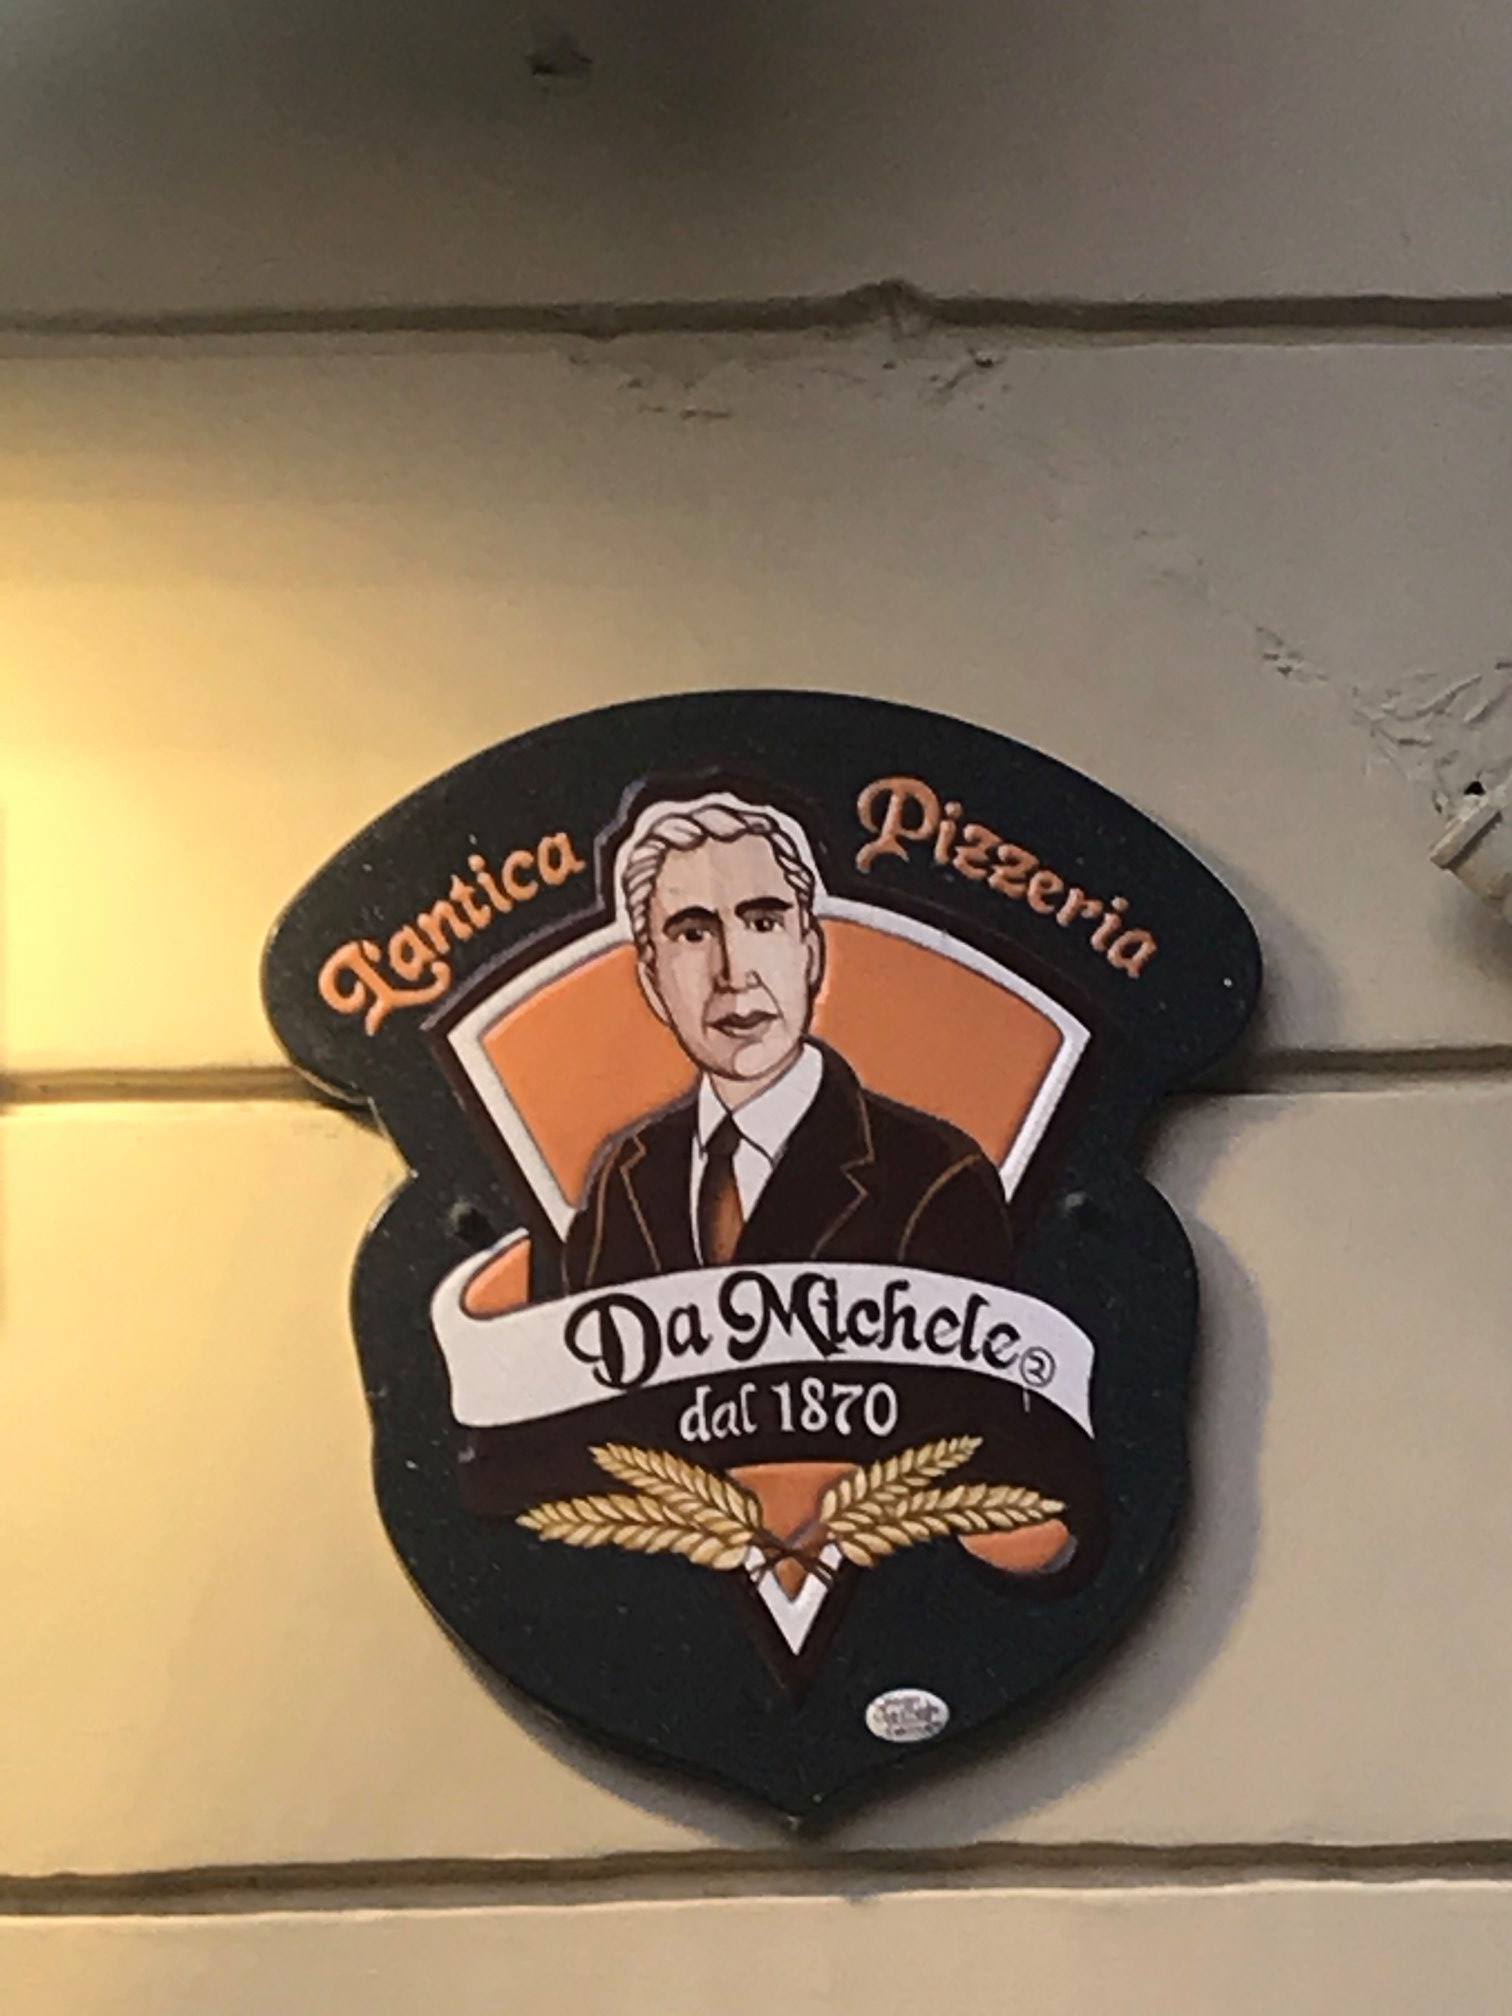 L'antica Pizzeria
Da Michele
dal 1870